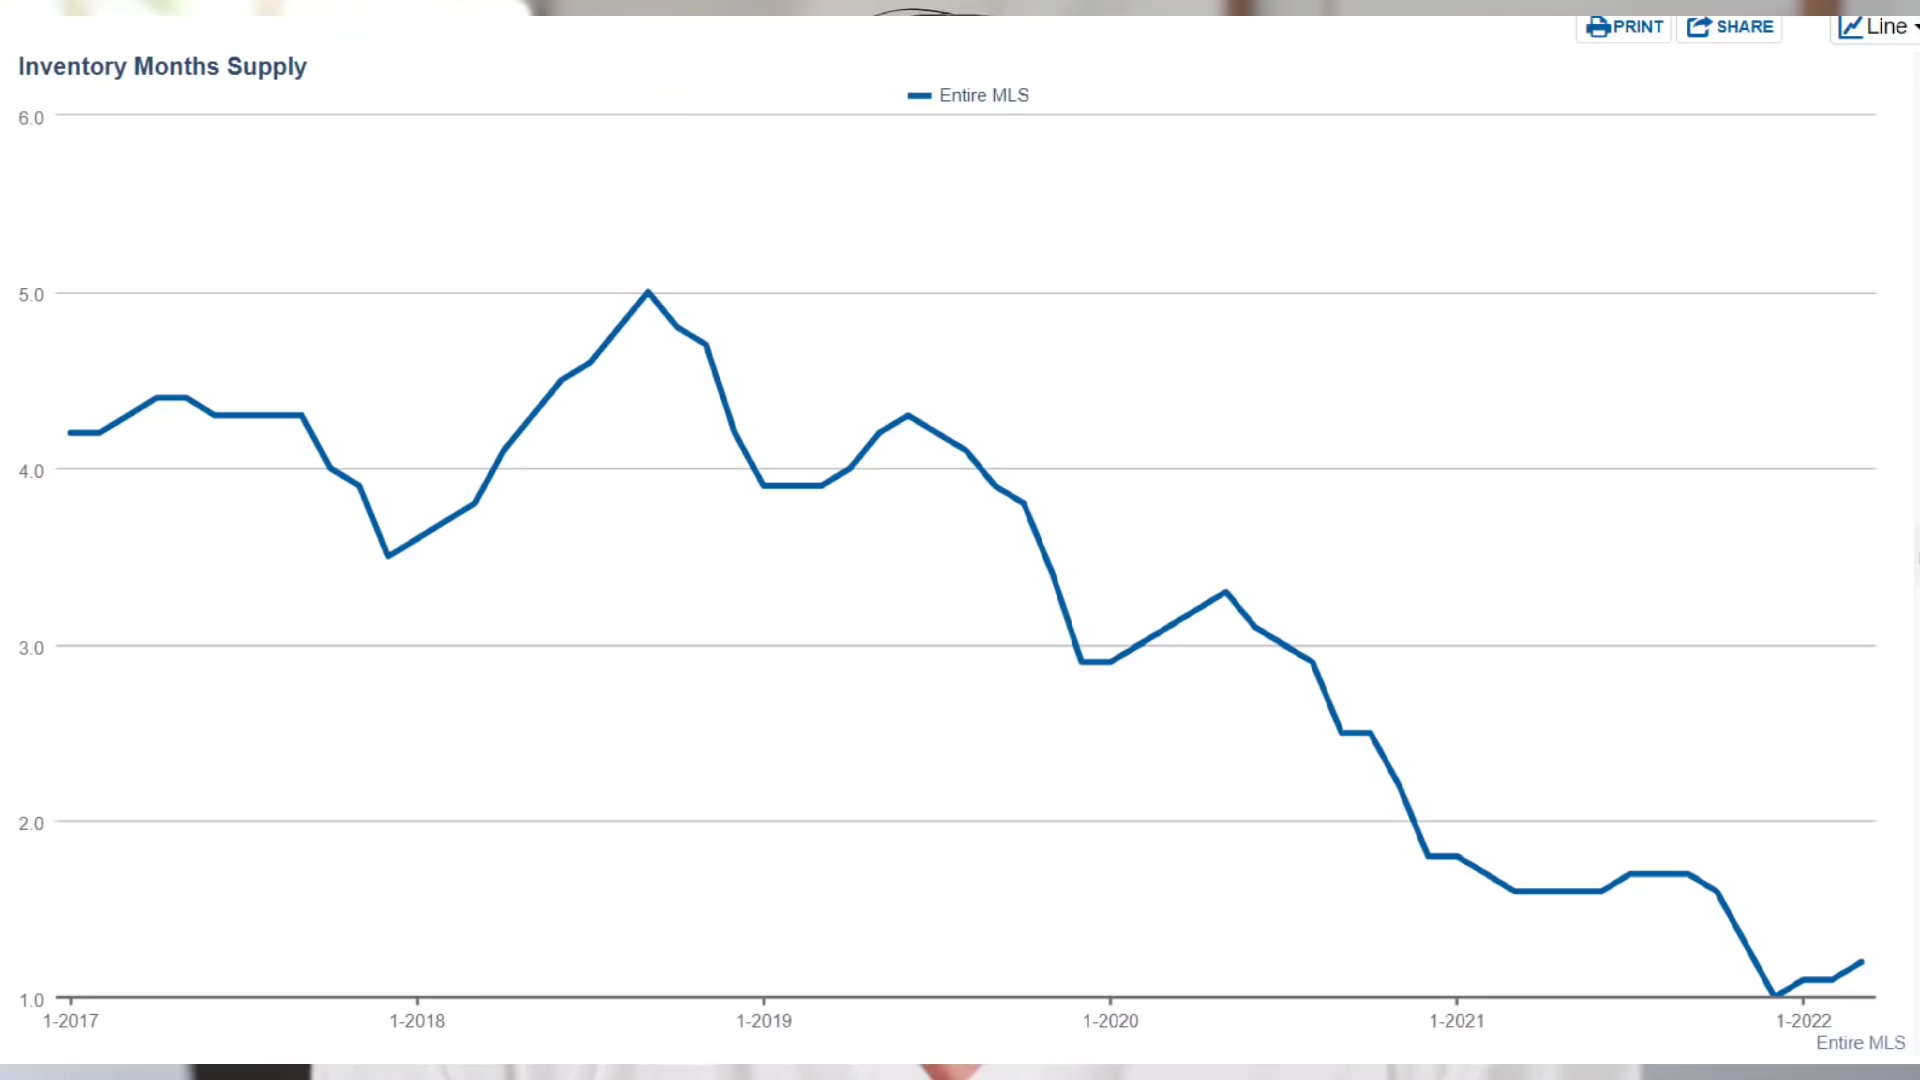 PRINT SHARE Line
Inventory Months Supply
Entire MLS
6.0
5.0
4.0
3.0
2.0
1.0
1-2017 1-2018 1-2019 1-2020 1-2021 1-2022
Entire MLS